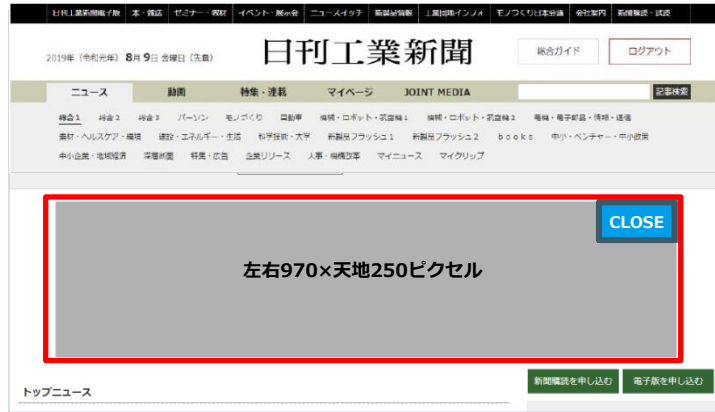 日刊工業新聞電子版 本・雑誌 セミナー・教材 イベント・展示会 ニュースイッチ 新製品情報 工業団地インフォ モノづくり日本会議 会社案内 新聞購読・試読
2019年（令和元年）8月9日 金曜日（先負）
日刊工業新聞
総合ガイド ログアウト
ニュース 動画 特集・連載 マイページ JOINT MEDIA 記事検索
総合1 総合2 総合3 パーソン モノづくり 自動車 機械・ロボット・航空機1 機械・ロボット・航空機2 電機・電子部品・情報・通信
素材・ヘルスケア・環境 建設・エネルギー・生活 科学技術・大学 新製品フラッシュ1 新製品フラッシュ2 books 中小・ベンチャー・中小政策
中小企業・地域経済 深層断面 特集・広告 企業リリース 人事・機構改革 マイニュース マイクリップ
CLOSE
左右970×天地250ピクセル
新聞購読を申し込む 電子版を申し込む
トップニュース